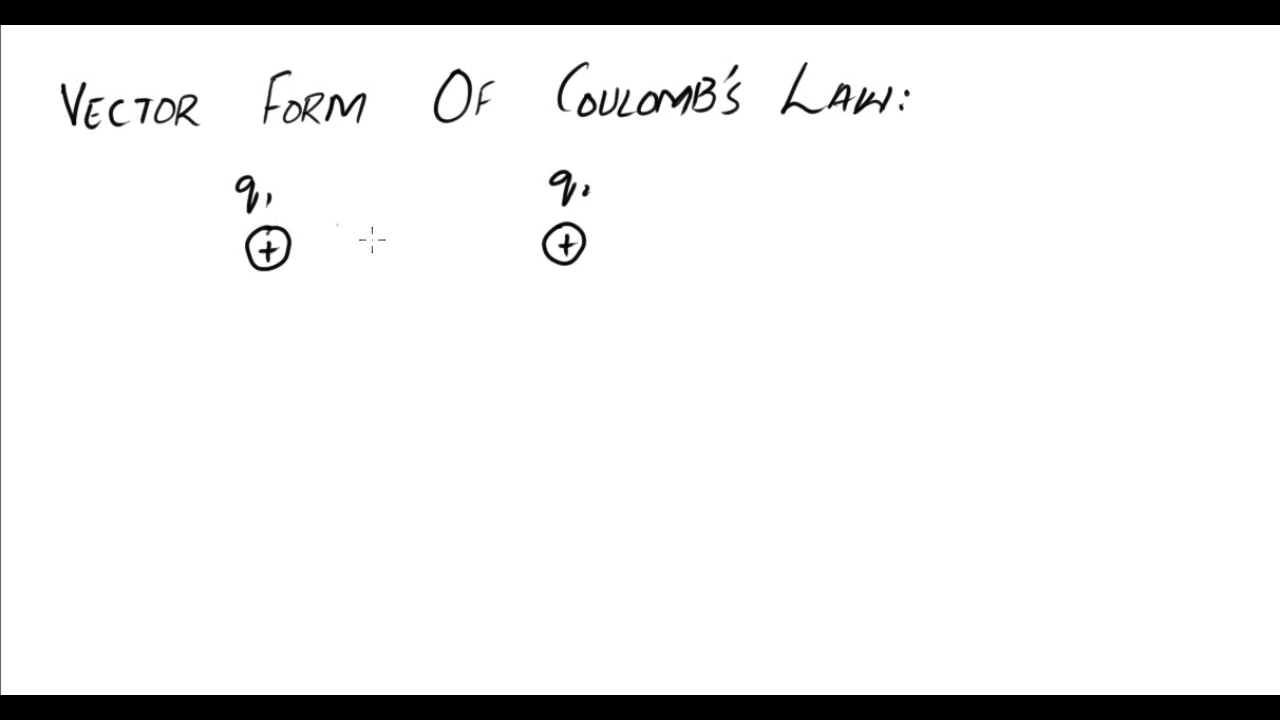 VECTOR FORM OF COULOMB'S LAW:
q₁ q₂
+ +